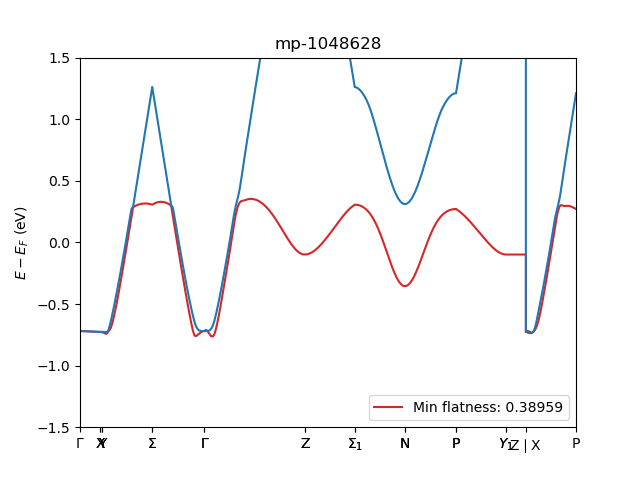 mp-1048628
E − E_F (eV)
1.5
1.0
0.5
0.0
−0.5
−1.0
−1.5
Min flatness: 0.38959
Γ X Y Σ Γ Z Σ₁ N P Y₁ Z | X P